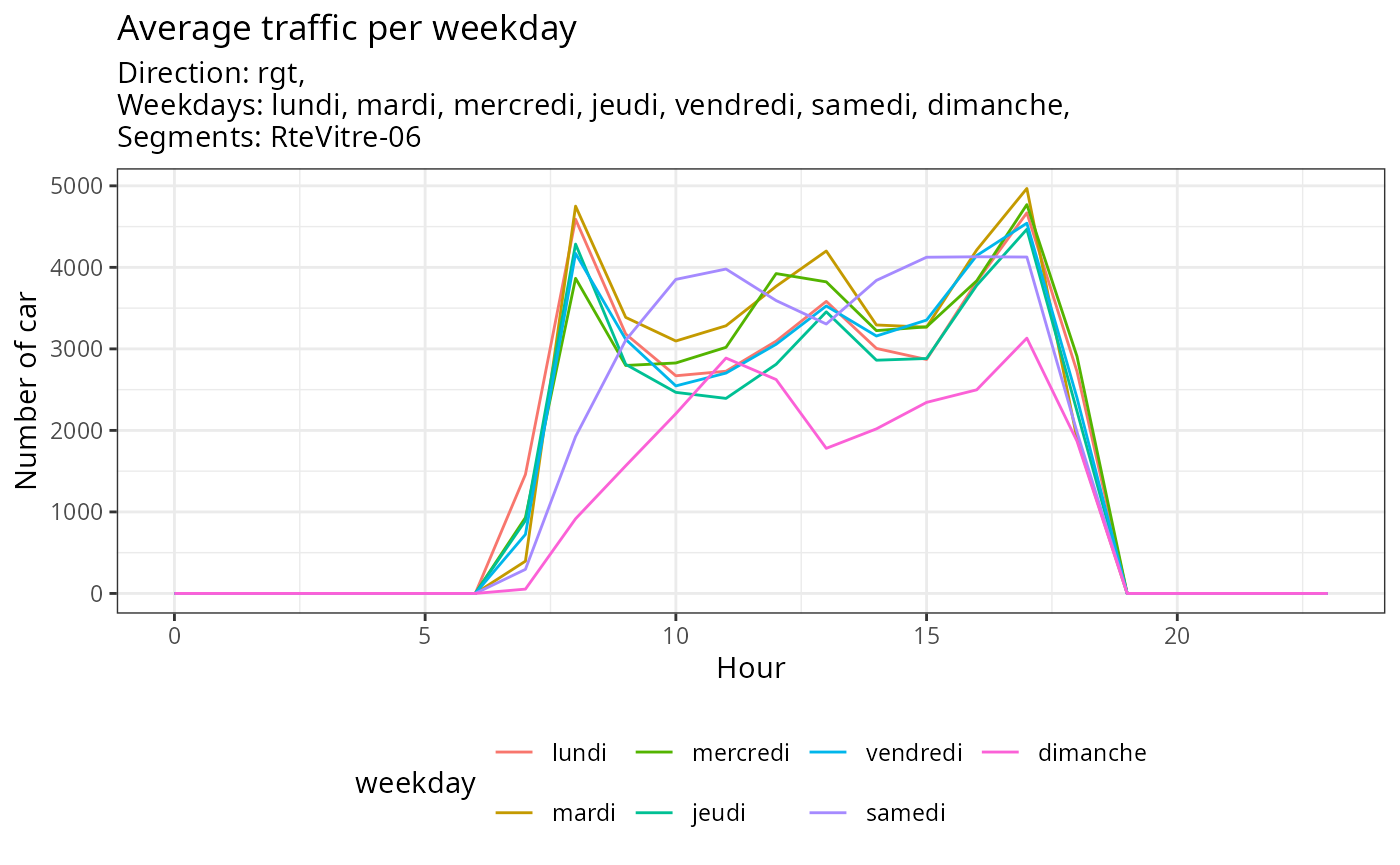 Average traffic per weekday
Direction: rgt,
Weekdays: lundi, mardi, mercredi, jeudi, vendredi, samedi, dimanche,
Segments: RteVitre-06
5000
4000
3000
2000
1000
0
Number of car
0 5 10 15 20
Hour
weekday
lundi mercredi vendredi dimanche
mardi jeudi samedi